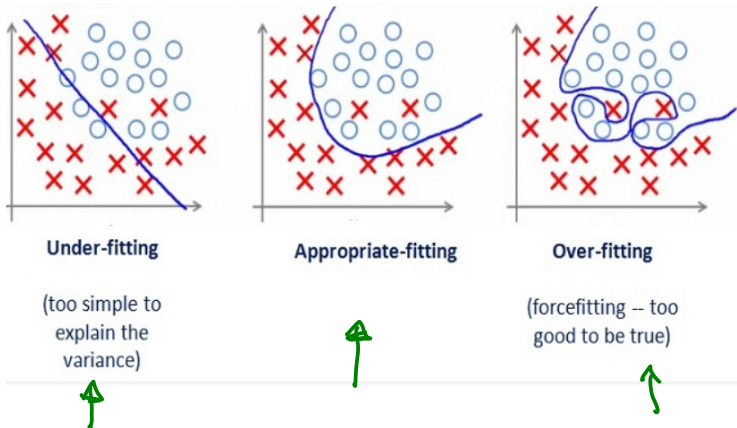 Under-fitting
Appropriate-fitting
Over-fitting
(too simple to
explain the
variance)
(forcefitting -- too
good to be true)